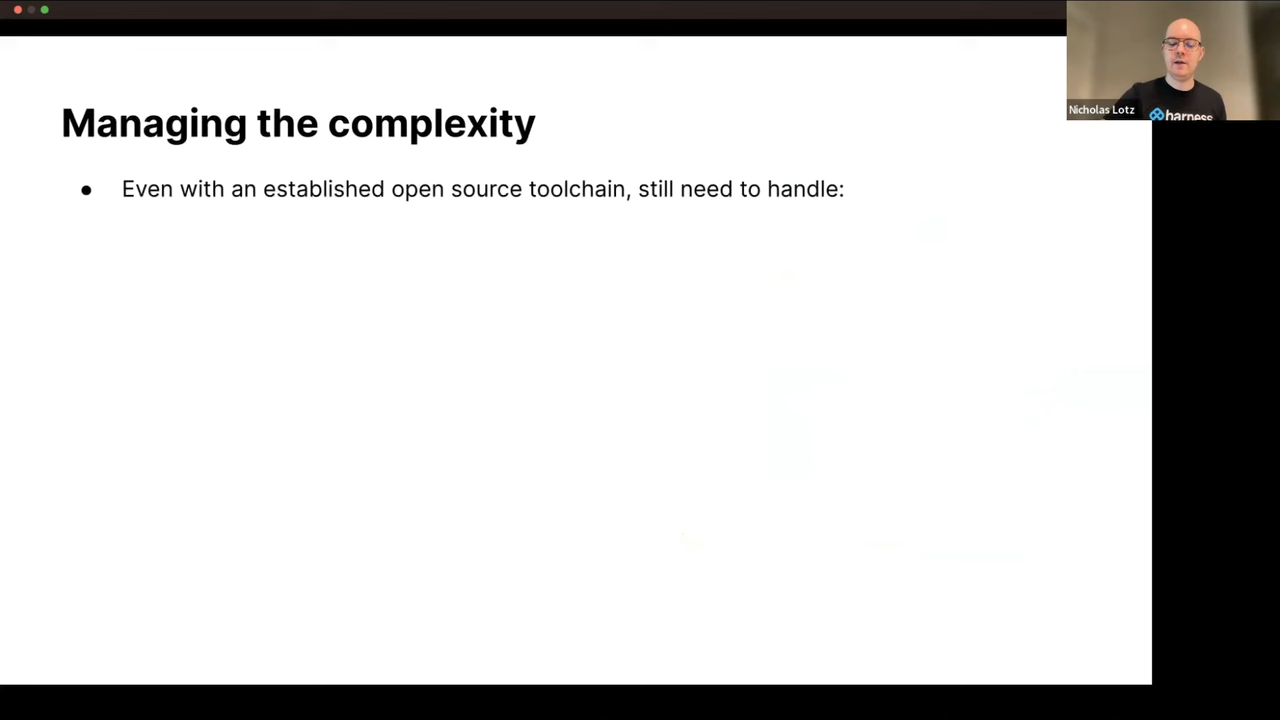 Nicholas Lotz
harness
Managing the complexity
● Even with an established open source toolchain, still need to handle: